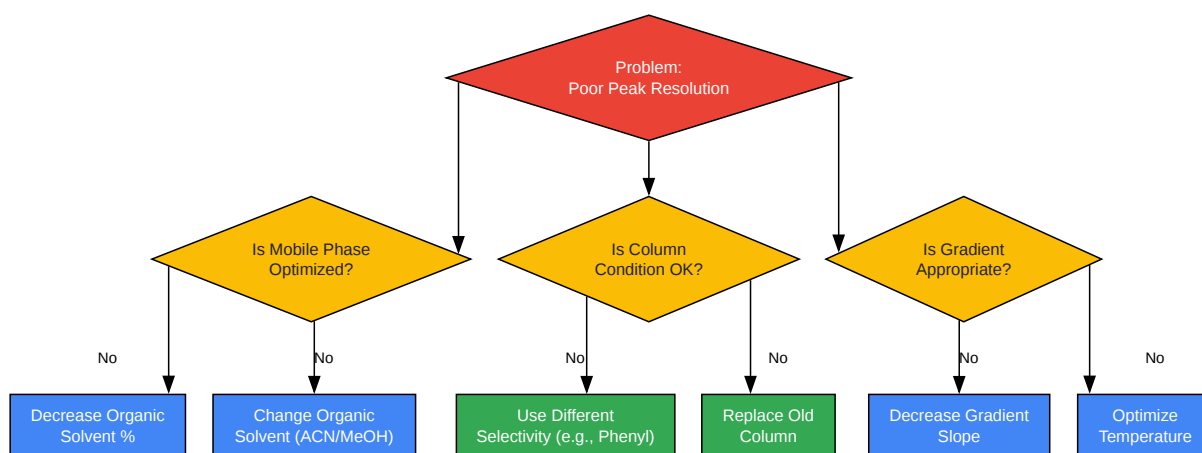 Problem:
Poor Peak Resolution
Is Mobile Phase
Optimized?
Is Column
Condition OK?
Is Gradient
Appropriate?
No
No
No
No
No
No
Decrease Organic
Solvent %
Change Organic
Solvent (ACN/MeOH)
Use Different
Selectivity (e.g., Phenyl)
Replace Old
Column
Decrease Gradient
Slope
Optimize
Temperature